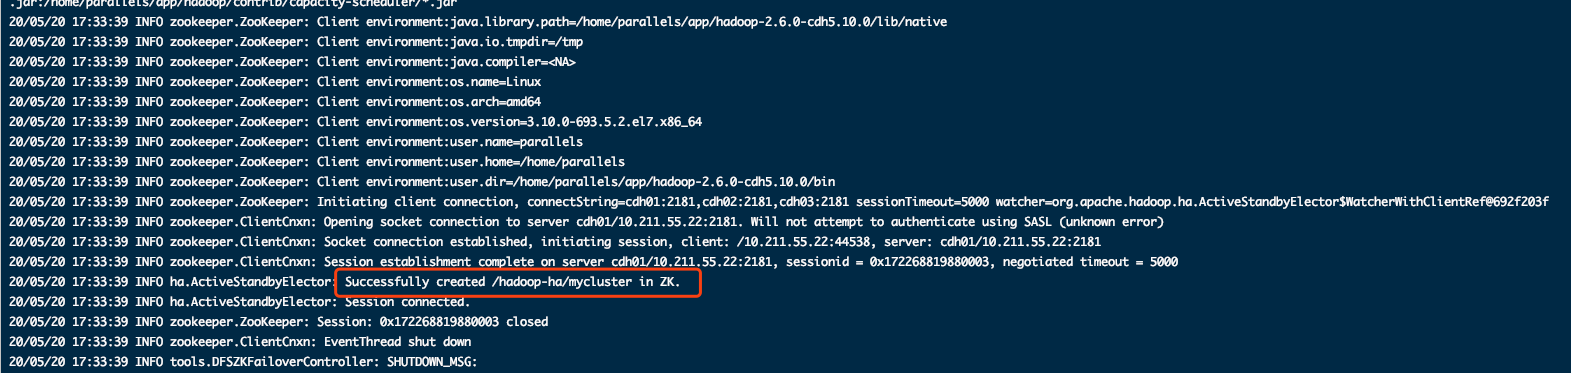 .jar:/home/parallels/app/hadoop/contrib/capacity-scheduler/*.jar
20/05/20 17:33:39 INFO zookeeper.ZooKeeper: Client environment:java.library.path=/home/parallels/app/hadoop-2.6.0-cdh5.10.0/lib/native
20/05/20 17:33:39 INFO zookeeper.ZooKeeper: Client environment:java.io.tmpdir=/tmp
20/05/20 17:33:39 INFO zookeeper.ZooKeeper: Client environment:java.compiler=<NA>
20/05/20 17:33:39 INFO zookeeper.ZooKeeper: Client environment:os.name=Linux
20/05/20 17:33:39 INFO zookeeper.ZooKeeper: Client environment:os.arch=amd64
20/05/20 17:33:39 INFO zookeeper.ZooKeeper: Client environment:os.version=3.10.0-693.5.2.el7.x86_64
20/05/20 17:33:39 INFO zookeeper.ZooKeeper: Client environment:user.name=parallels
20/05/20 17:33:39 INFO zookeeper.ZooKeeper: Client environment:user.home=/home/parallels
20/05/20 17:33:39 INFO zookeeper.ZooKeeper: Client environment:user.dir=/home/parallels/app/hadoop-2.6.0-cdh5.10.0/bin
20/05/20 17:33:39 INFO zookeeper.ZooKeeper: Initiating client connection, connectString=cdh01:2181,cdh02:2181,cdh03:2181 sessionTimeout=5000 watcher=org.apache.hadoop.ha.ActiveStandbyElector$WatcherWithClientRef@692f203f
20/05/20 17:33:39 INFO zookeeper.ClientCnxn: Opening socket connection to server cdh01/10.211.55.22:2181. Will not attempt to authenticate using SASL (unknown error)
20/05/20 17:33:39 INFO zookeeper.ClientCnxn: Socket connection established, initiating session, client: /10.211.55.22:44538, server: cdh01/10.211.55.22:2181
20/05/20 17:33:39 INFO zookeeper.ClientCnxn: Session establishment complete on server cdh01/10.211.55.22:2181, sessionid = 0x172268819880003, negotiated timeout = 5000
20/05/20 17:33:39 INFO ha.ActiveStandbyElector: Successfully created /hadoop-ha/mycluster in ZK.
20/05/20 17:33:39 INFO ha.ActiveStandbyElector: Session connected.
20/05/20 17:33:39 INFO zookeeper.ZooKeeper: Session: 0x172268819880003 closed
20/05/20 17:33:39 INFO zookeeper.ClientCnxn: EventThread shut down
20/05/20 17:33:39 INFO tools.DFSZKFailoverController: SHUTDOWN_MSG: